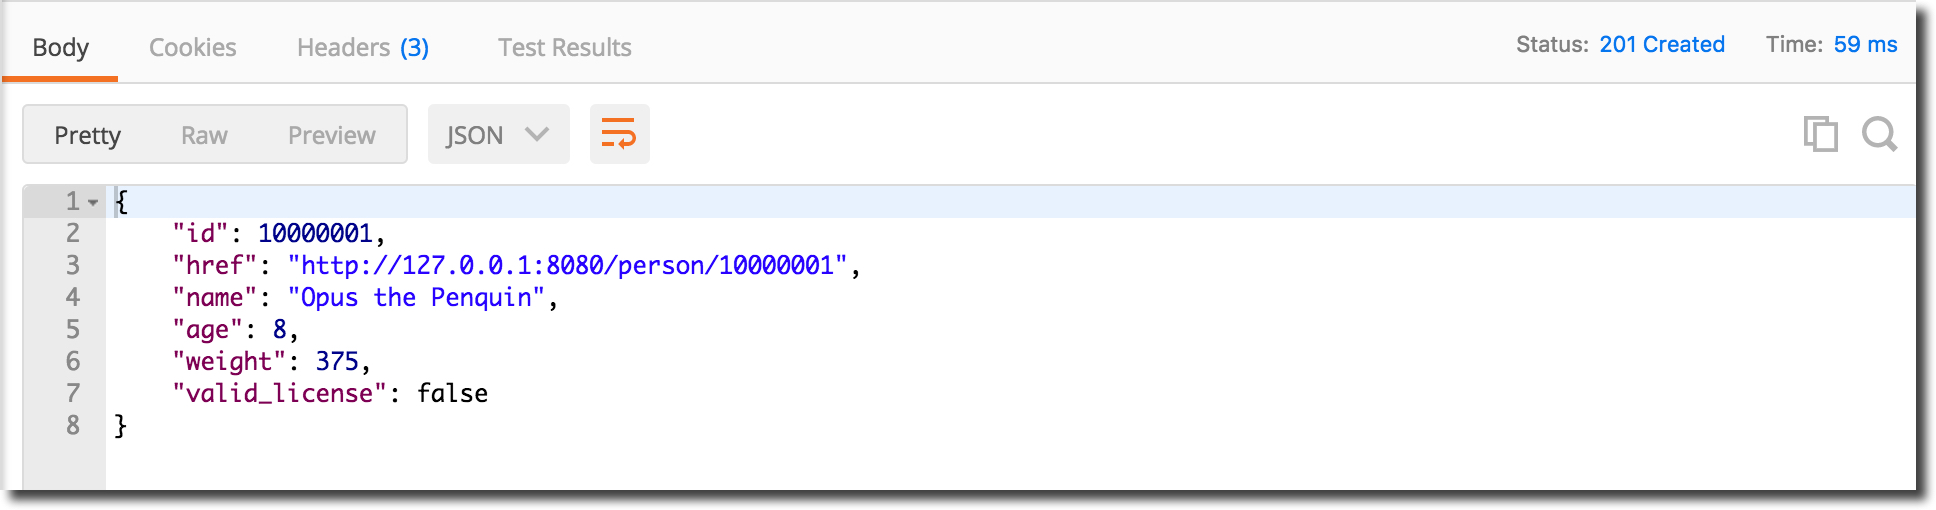 Body Cookies Headers (3) Test Results Status: 201 Created Time: 59 ms
Pretty Raw Preview JSON
1 {
2 "id": 10000001,
3 "href": "http://127.0.0.1:8080/person/10000001",
4 "name": "Opus the Penquin",
5 "age": 8,
6 "weight": 375,
7 "valid_license": false
8 }